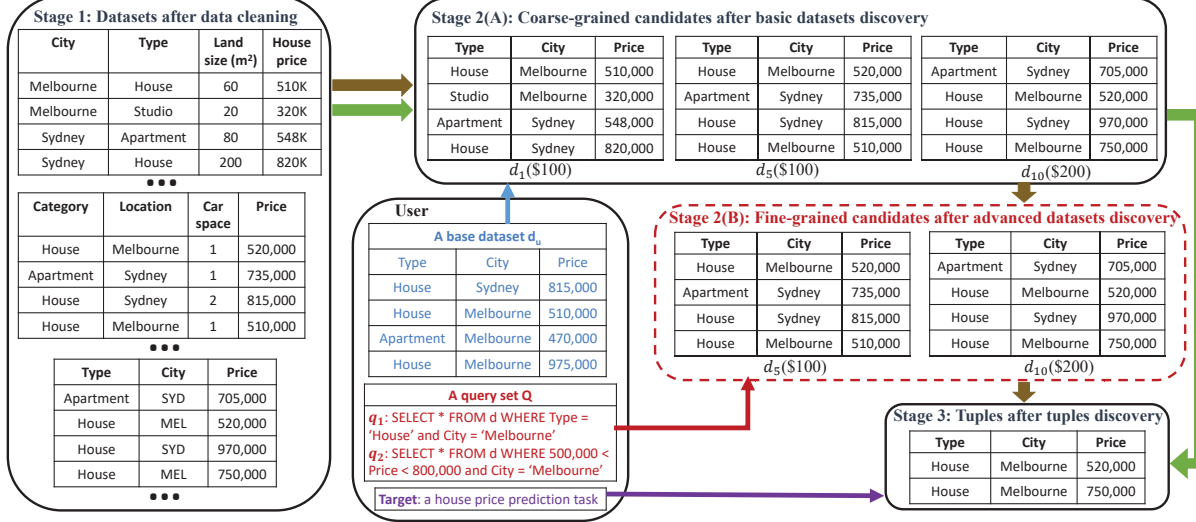 Stage 1: Datasets after data cleaning
City Type Land size (m²) House price
Melbourne House 60 510K
Melbourne Studio 20 320K
Sydney Apartment 80 548K
Sydney House 200 820K
•••
Category Location Car space Price
House Melbourne 1 520,000
Apartment Sydney 1 735,000
House Sydney 2 815,000
House Melbourne 1 510,000
•••
Type City Price
Apartment SYD 705,000
House MEL 520,000
House SYD 970,000
House MEL 750,000
•••
Stage 2(A): Coarse-grained candidates after basic datasets discovery
Type City Price
House Melbourne 510,000
Studio Melbourne 320,000
Apartment Sydney 548,000
House Sydney 820,000
d₁($100)
Type City Price
House Melbourne 520,000
Apartment Sydney 735,000
House Sydney 815,000
House Melbourne 510,000
d₅($100)
Type City Price
Apartment Sydney 705,000
House Melbourne 520,000
House Sydney 970,000
House Melbourne 750,000
d₁₀($200)
User
A base dataset dᵤ
Type City Price
House Sydney 815,000
House Melbourne 510,000
Apartment Melbourne 470,000
House Melbourne 975,000
A query set Q
q₁: SELECT * FROM d WHERE Type =
'House' and City = 'Melbourne'
q₂: SELECT * FROM d WHERE 500,000 <
Price < 800,000 and City = 'Melbourne'
Target: a house price prediction task
Stage 2(B): Fine-grained candidates after advanced datasets discovery
Type City Price
House Melbourne 520,000
Apartment Sydney 735,000
House Sydney 815,000
House Melbourne 510,000
d₅($100)
Type City Price
Apartment Sydney 705,000
House Melbourne 520,000
House Sydney 970,000
House Melbourne 750,000
d₁₀($200)
Stage 3: Tuples after tuples discovery
Type City Price
House Melbourne 520,000
House Melbourne 750,000